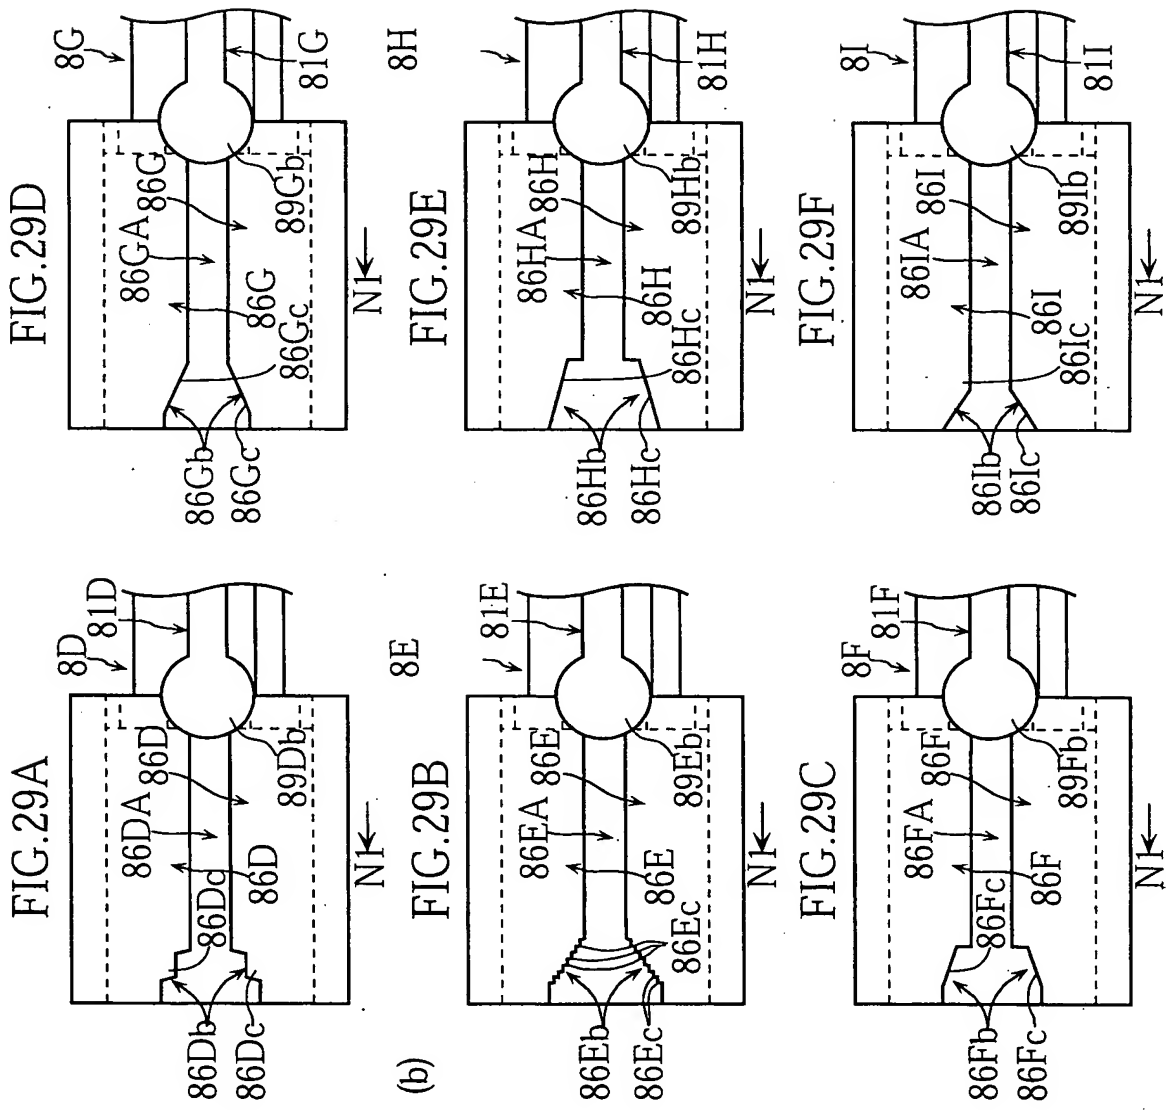 FIG.29A
8D
81D
86DA
86D
86Dc
86D
89Db
86Db
86Dc
N1
FIG.29B
(b)
8E
81E
86EA
86E
86E
89Eb
86Eb
86Ec
86Ec
N1
FIG.29C
8F
81F
86FA
86F
86Fc
86F
89Fb
86Fb
86Fc
N1
FIG.29D
8G
81G
86GA
86G
86G
86Gc
89Gb
86Gb
86Gc
N1
FIG.29E
8H
81H
86HA
86H
86H
86Hc
89Hb
86Hb
86Hc
N1
FIG.29F
8I
81I
86IA
86I
86I
86Ic
89Ib
86Ib
86Ic
N1